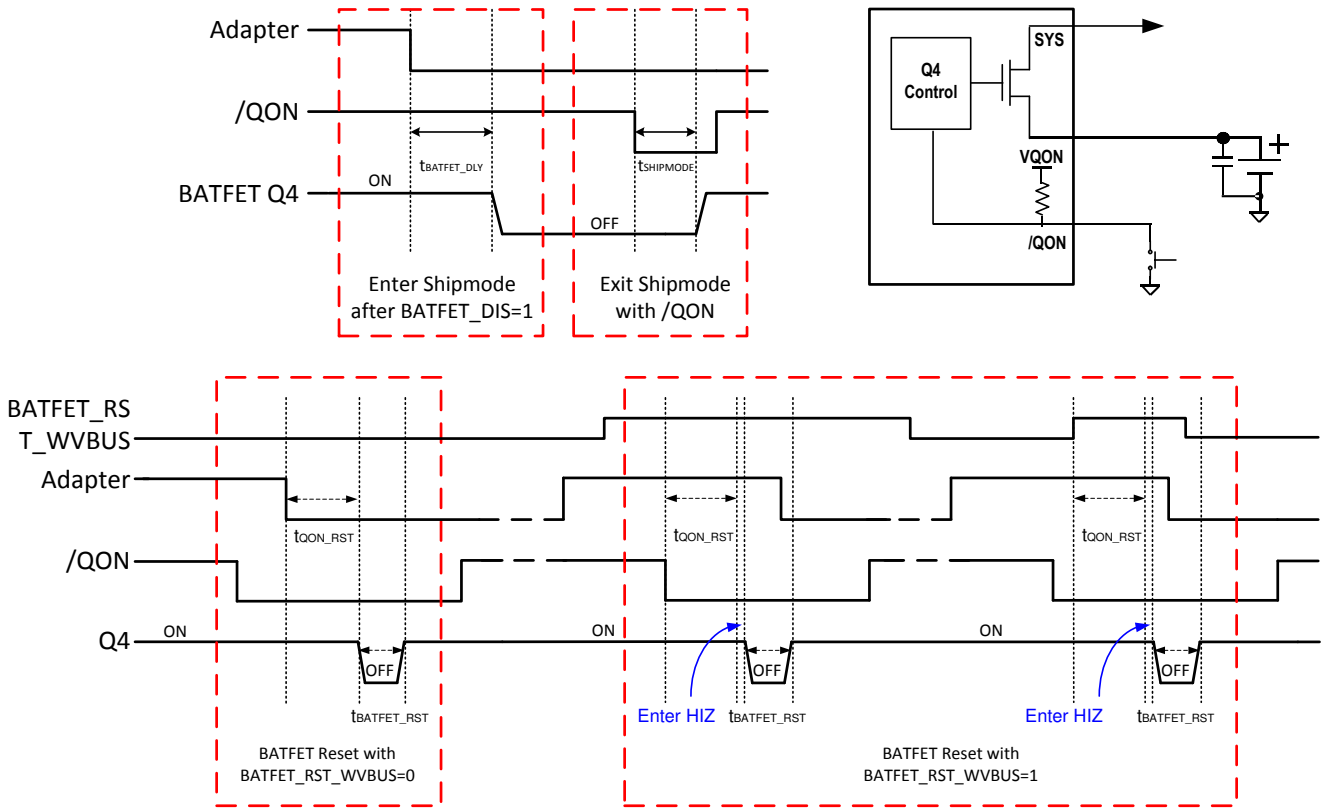 Adapter
/QON
tBATFET_DLY
tSHIPMODE
ON
BATFET Q4
OFF
Enter Shipmode
after BATFET_DIS=1
Exit Shipmode
with /QON
SYS
Q4
Control
VQON
+
/QON
BATFET_RS
T_WVBUS
Adapter
tQON_RST
tQON_RST
tQON_RST
/QON
ON
ON
ON
Q4
OFF
OFF
OFF
tBATFET_RST
Enter HIZ
tBATFET_RST
Enter HIZ
tBATFET_RST
BATFET Reset with
BATFET_RST_WVBUS=0
BATFET Reset with
BATFET_RST_WVBUS=1